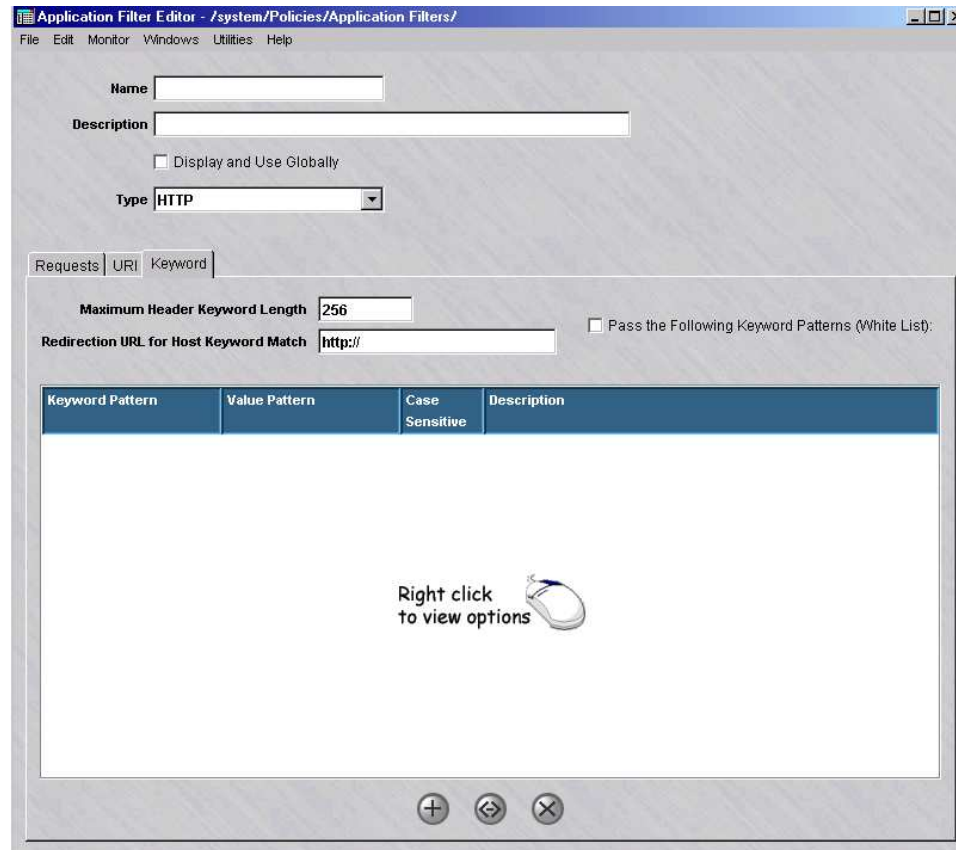 Application Filter Editor - /system/Policies/Application Filters/
File Edit Monitor Windows Utilities Help
Name
Description
Display and Use Globally
Type HTTP
Requests URI Keyword
Maximum Header Keyword Length 256
Pass the Following Keyword Patterns (White List):
Redirection URL for Host Keyword Match http://
Keyword Pattern Value Pattern Case Sensitive Description
Right click
to view options